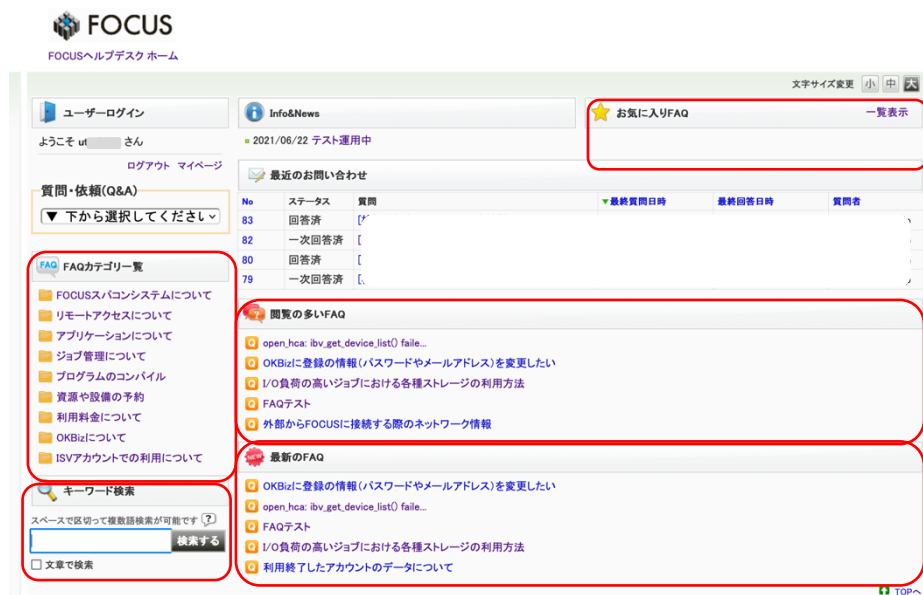 FOCUS
FOCUSヘルプデスク ホーム
文字サイズ変更 小 中 大
ユーザーログイン
ようこそ ut さん
ログアウト マイページ
質問・依頼(Q&A)
▼ 下から選択してください
FAQ FAQカテゴリ一覧
FOCUSスパコンシステムについて
リモートアクセスについて
アプリケーションについて
ジョブ管理について
プログラムのコンパイル
資源や設備の予約
利用料金について
OKBizについて
ISVアカウントでの利用について
キーワード検索
スペースで区切って複数語検索が可能です ?
検索する
文章で検索
Info&News
2021/06/22 テスト運用中
お気に入りFAQ 一覧表示
最近のお問い合わせ
No ステータス 質問 ▼最終質問日時 最終回答日時 質問者
83 回答済
82 一次回答済 [
80 回答済 [
79 一次回答済 [
閲覧の多いFAQ
Q open_hca: ibv_get_device_list() faile...
Q OKBizに登録の情報(パスワードやメールアドレス)を変更したい
Q I/O負荷の高いジョブにおける各種ストレージの利用方法
Q FAQテスト
Q 外部からFOCUSに接続する際のネットワーク情報
NEW 最新のFAQ
Q OKBizに登録の情報(パスワードやメールアドレス)を変更したい
Q open_hca: ibv_get_device_list() faile...
Q FAQテスト
Q I/O負荷の高いジョブにおける各種ストレージの利用方法
Q 利用終了したアカウントのデータについて
TOPへ